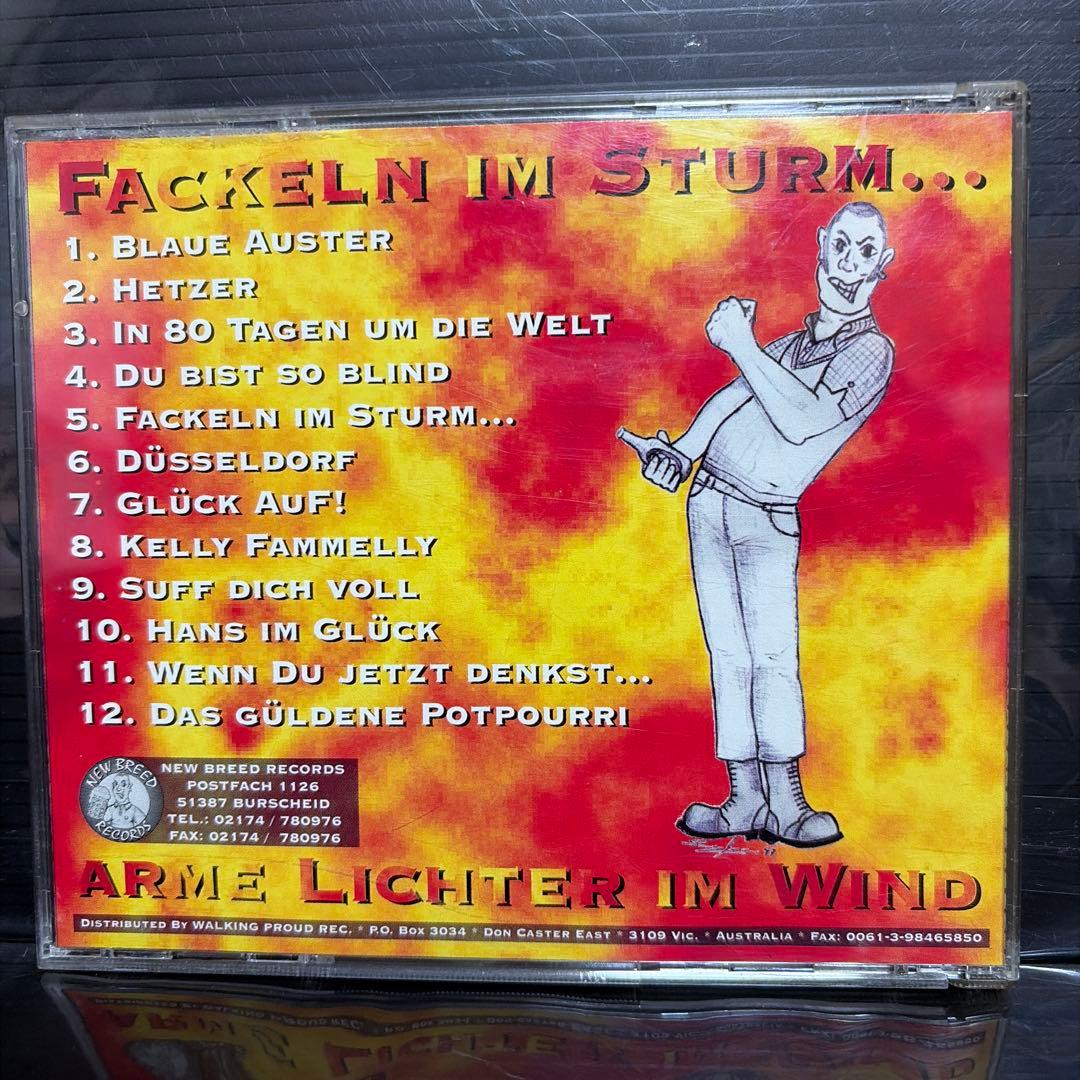 FACKELN IM STURM...
1. BLAUE AUSTER
2. HETZER
3. IN 80 TAGEN UM DIE WELT
4. DU BIST SO BLIND
5. FACKELN IM STURM...
6. DÜSSELDORF
7. GLÜCK AUF!
8. KELLY FAMMELLY
9. SUFF DICH VOLL
10. HANS IM GLÜCK
11. WENN DU JETZT DENKST...
12. DAS GÜLDENE POTPOURRI
NEW BREED RECORDS
NEW BREED RECORDS
POSTFACH 1126
51387 BURSCHEID
TEL.: 02174 / 780976
FAX: 02174 / 780976
ARME LICHTER IM WIND
DISTRIBUTED BY WALKING PROUD REC. * P.O. BOX 3034 * DON CASTER EAST * 3109 VIC. * AUSTRALIA * FAX: 0061-3-98465850